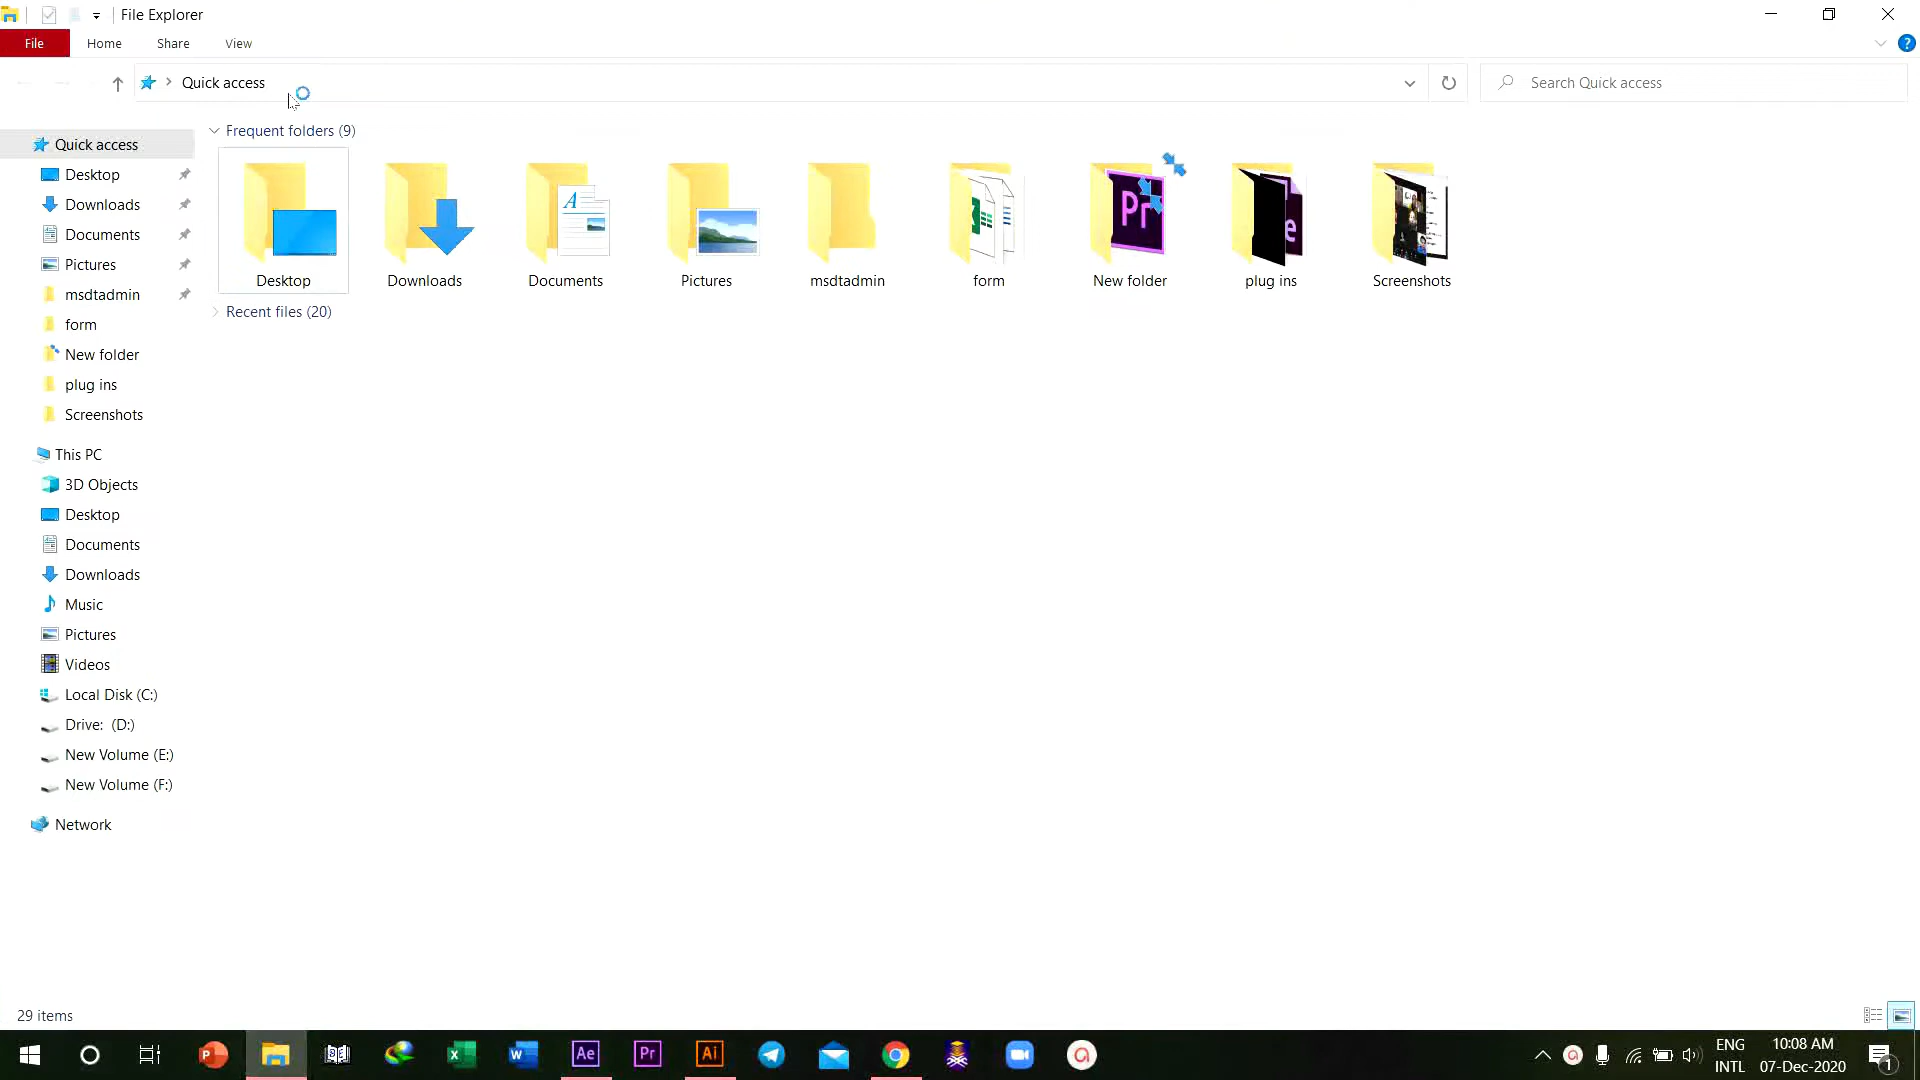 File Explorer
File Home Share View
Quick access
Search Quick access
Quick access
Desktop
Downloads
Documents
Pictures
msdtadmin
form
New folder
plug ins
Screenshots
This PC
3D Objects
Desktop
Documents
Downloads
Music
Pictures
Videos
Local Disk (C:)
Drive: (D:)
New Volume (E:)
New Volume (F:)
Network
Frequent folders (9)
Desktop Downloads Documents Pictures msdtadmin form New folder plug ins Screenshots
Recent files (20)
29 items
ENG
INTL
10:08 AM
07-Dec-2020
1